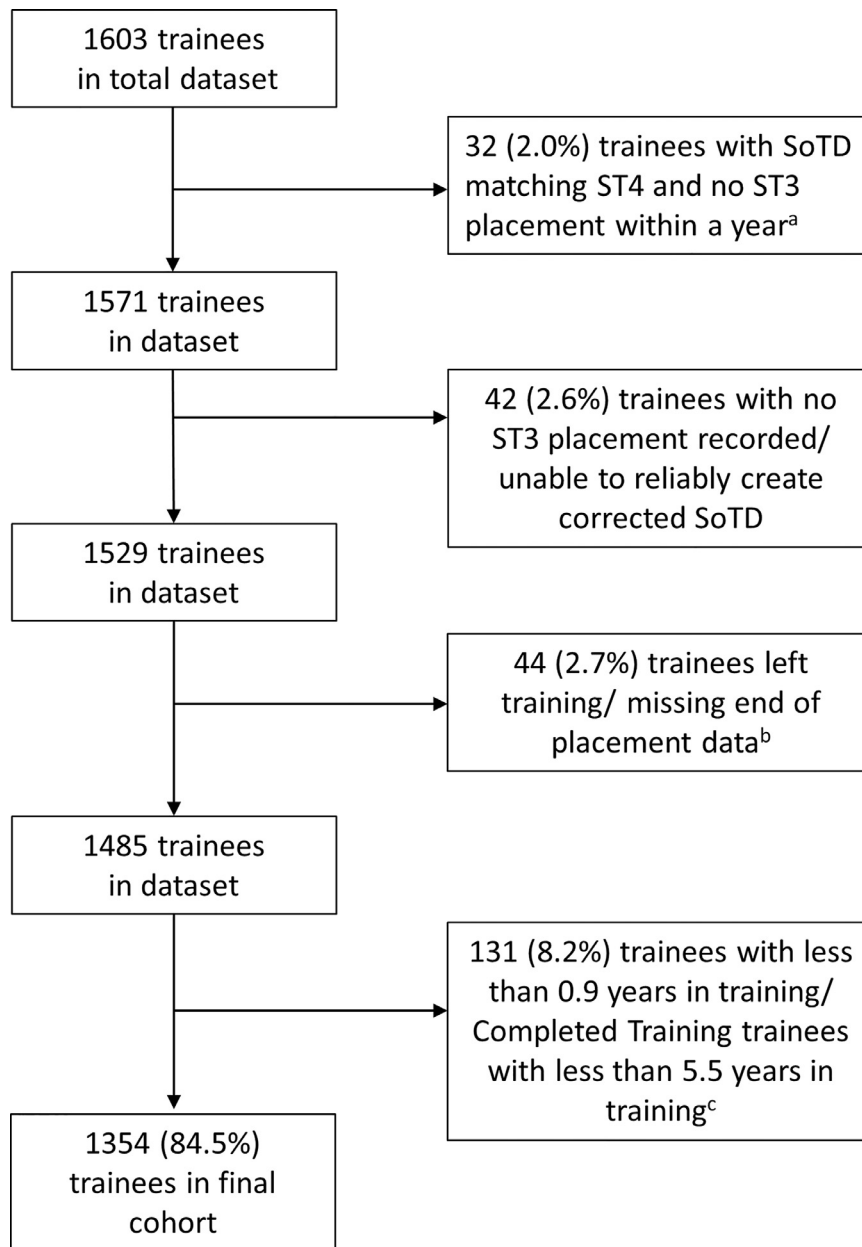 1603 trainees
in total dataset
32 (2.0%) trainees with SoTD
matching ST4 and no ST3
placement within a yearᵃ
1571 trainees
in dataset
42 (2.6%) trainees with no
ST3 placement recorded/
unable to reliably create
corrected SoTD
1529 trainees
in dataset
44 (2.7%) trainees left
training/ missing end of
placement dataᵇ
1485 trainees
in dataset
131 (8.2%) trainees with less
than 0.9 years in training/
Completed Training trainees
with less than 5.5 years in
trainingᶜ
1354 (84.5%)
trainees in final
cohort